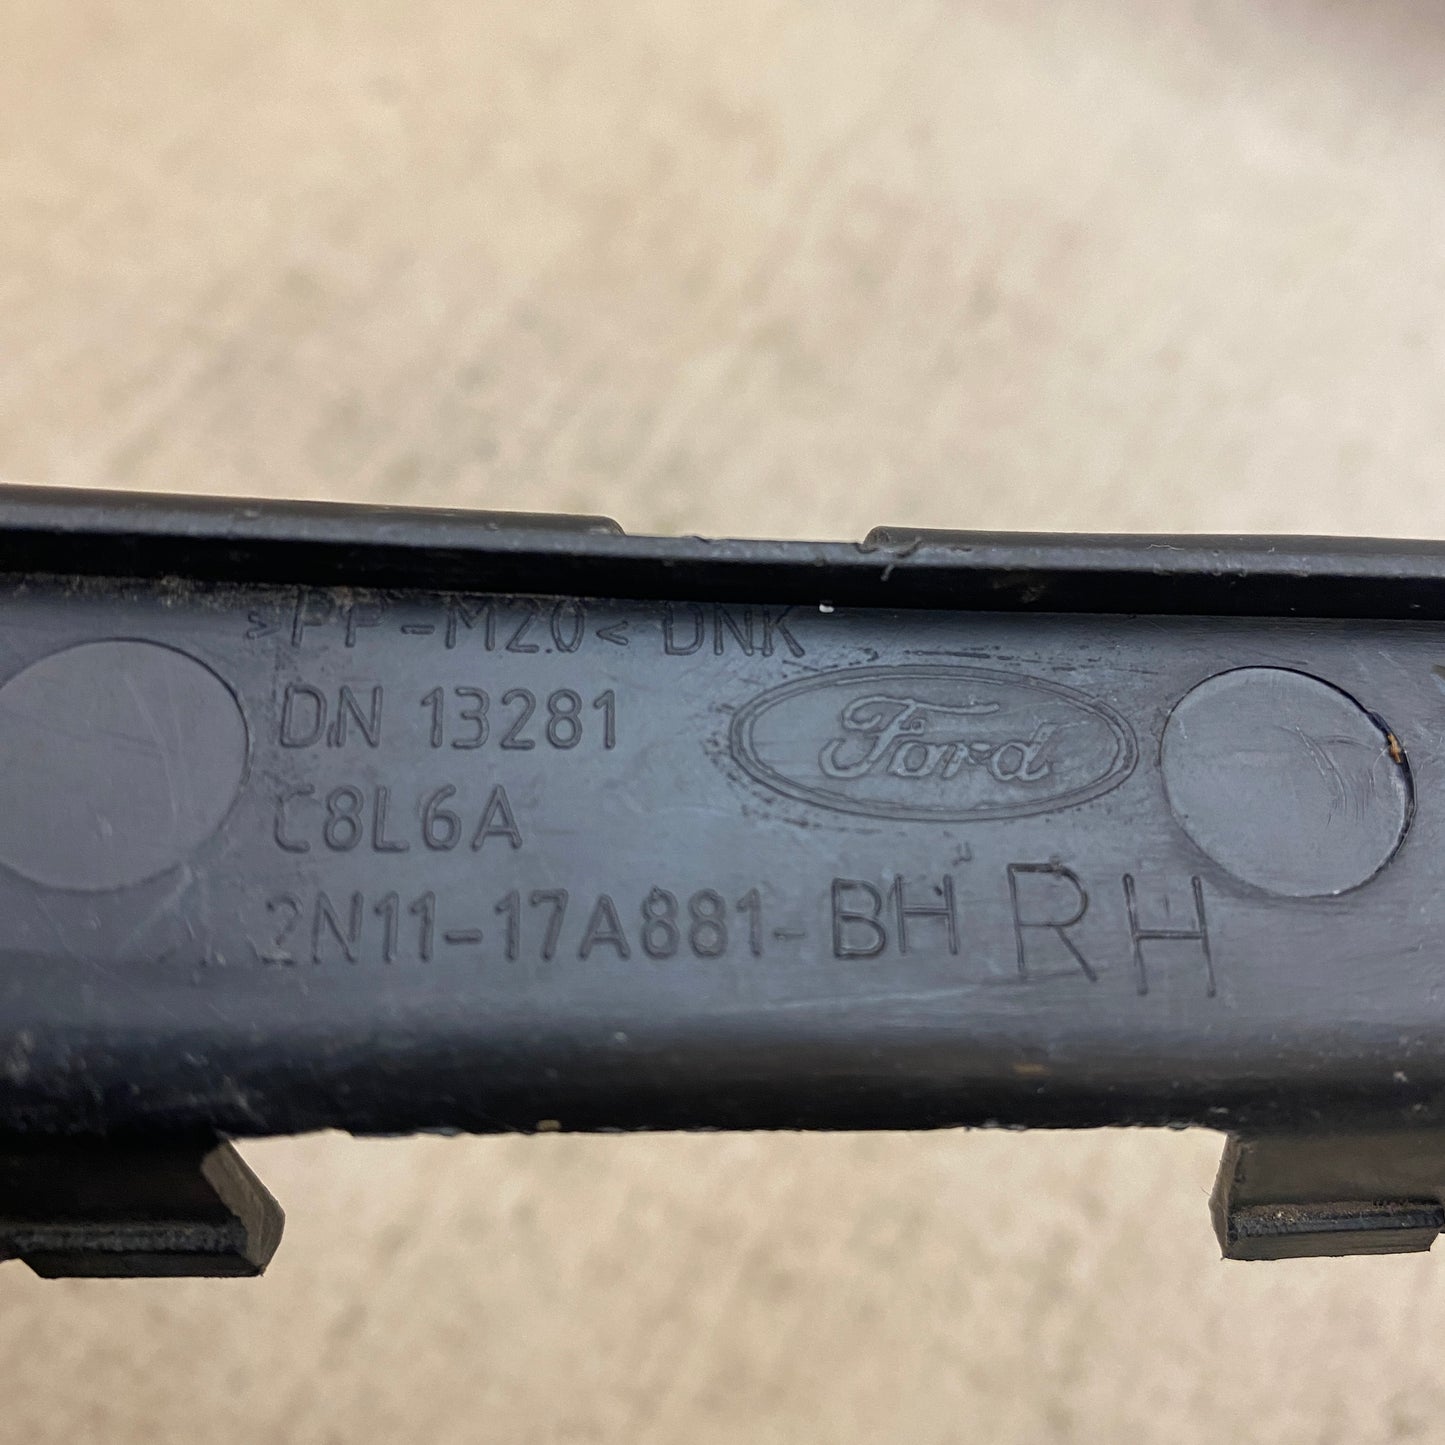 >PP-M20< DNK
DN 13281
Ford
C8L6A
2N11-17A881-BH RH